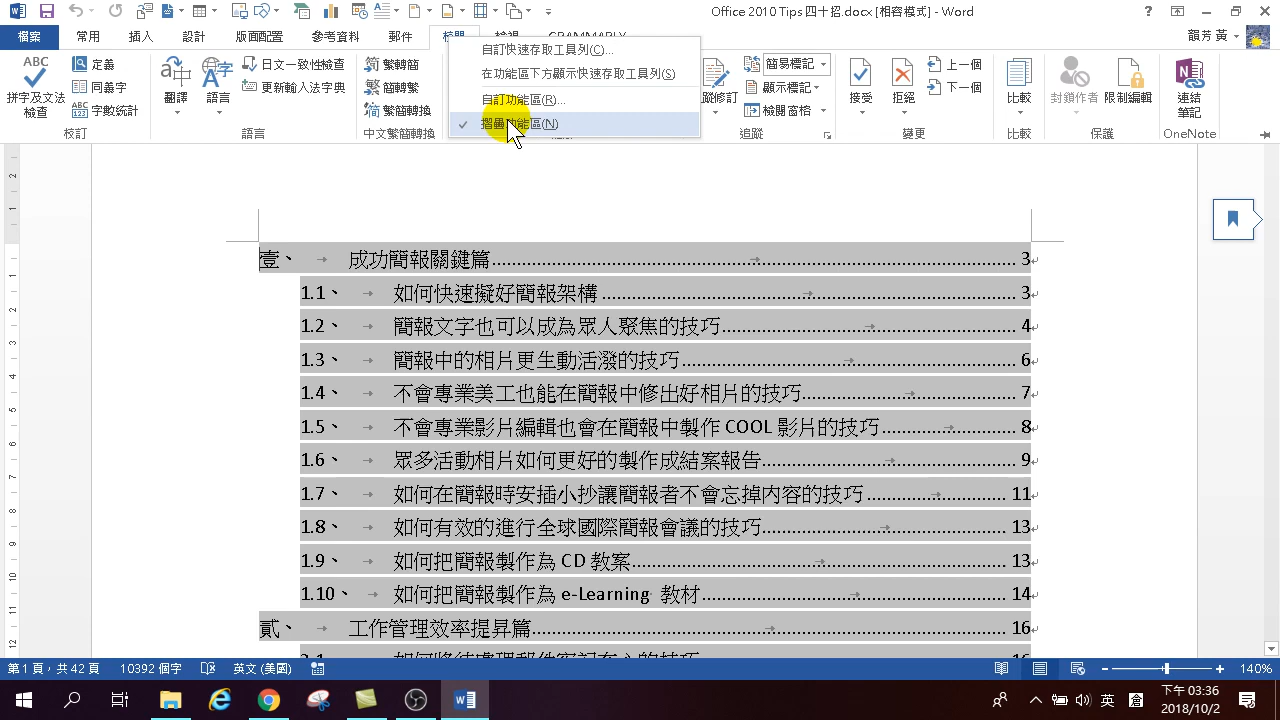 Office 2010 Tips 四十招.docx [相容模式] - Word
檔案 常用 插入 設計 版面配置 參考資料 郵件
韻芳 黃
自訂快速存取工具列(C)...
在功能區下方顯示快速存取工具列(S)
自訂功能區(R)...
摺疊功能區(N)
ABC
拼字及文法檢查
定義
同義字
字數統計
校訂
翻譯
語言
日文一致性檢查
更新輸入法字典
語言
繁轉簡
簡轉繁
繁簡轉換
中文繁簡轉換
簡易標記
顯示標記
檢閱窗格
追蹤
接受
拒絕
上一個
下一個
變更
比較
比較
封鎖作者
限制編輯
保護
連結筆記
OneNote
壹、 → 成功簡報關鍵篇 → 3
1.1、 → 如何快速擬好簡報架構 → 3
1.2、 → 簡報文字也可以成為眾人聚焦的技巧 → 4
1.3、 → 簡報中的相片更生動活潑的技巧 → 6
1.4、 → 不會專業美工也能在簡報中修出好相片的技巧 → 7
1.5、 → 不會專業影片編輯也會在簡報中製作 COOL 影片的技巧 → 8
1.6、 → 眾多活動相片如何更好的製作成結案報告 → 9
1.7、 → 如何在簡報時安插小抄讓簡報者不會忘掉內容的技巧 → 11
1.8、 → 如何有效的進行全球國際簡報會議的技巧 → 13
1.9、 → 如何把簡報製作為 CD 教案 → 13
1.10、 → 如何把簡報製作為 e-Learning 教材 → 14
貳、 → 工作管理效率提昇篇 → 16
第 1 頁，共 42 頁 10392 個字 英文 (美國) 140%
英
下午 03:36
2018/10/2